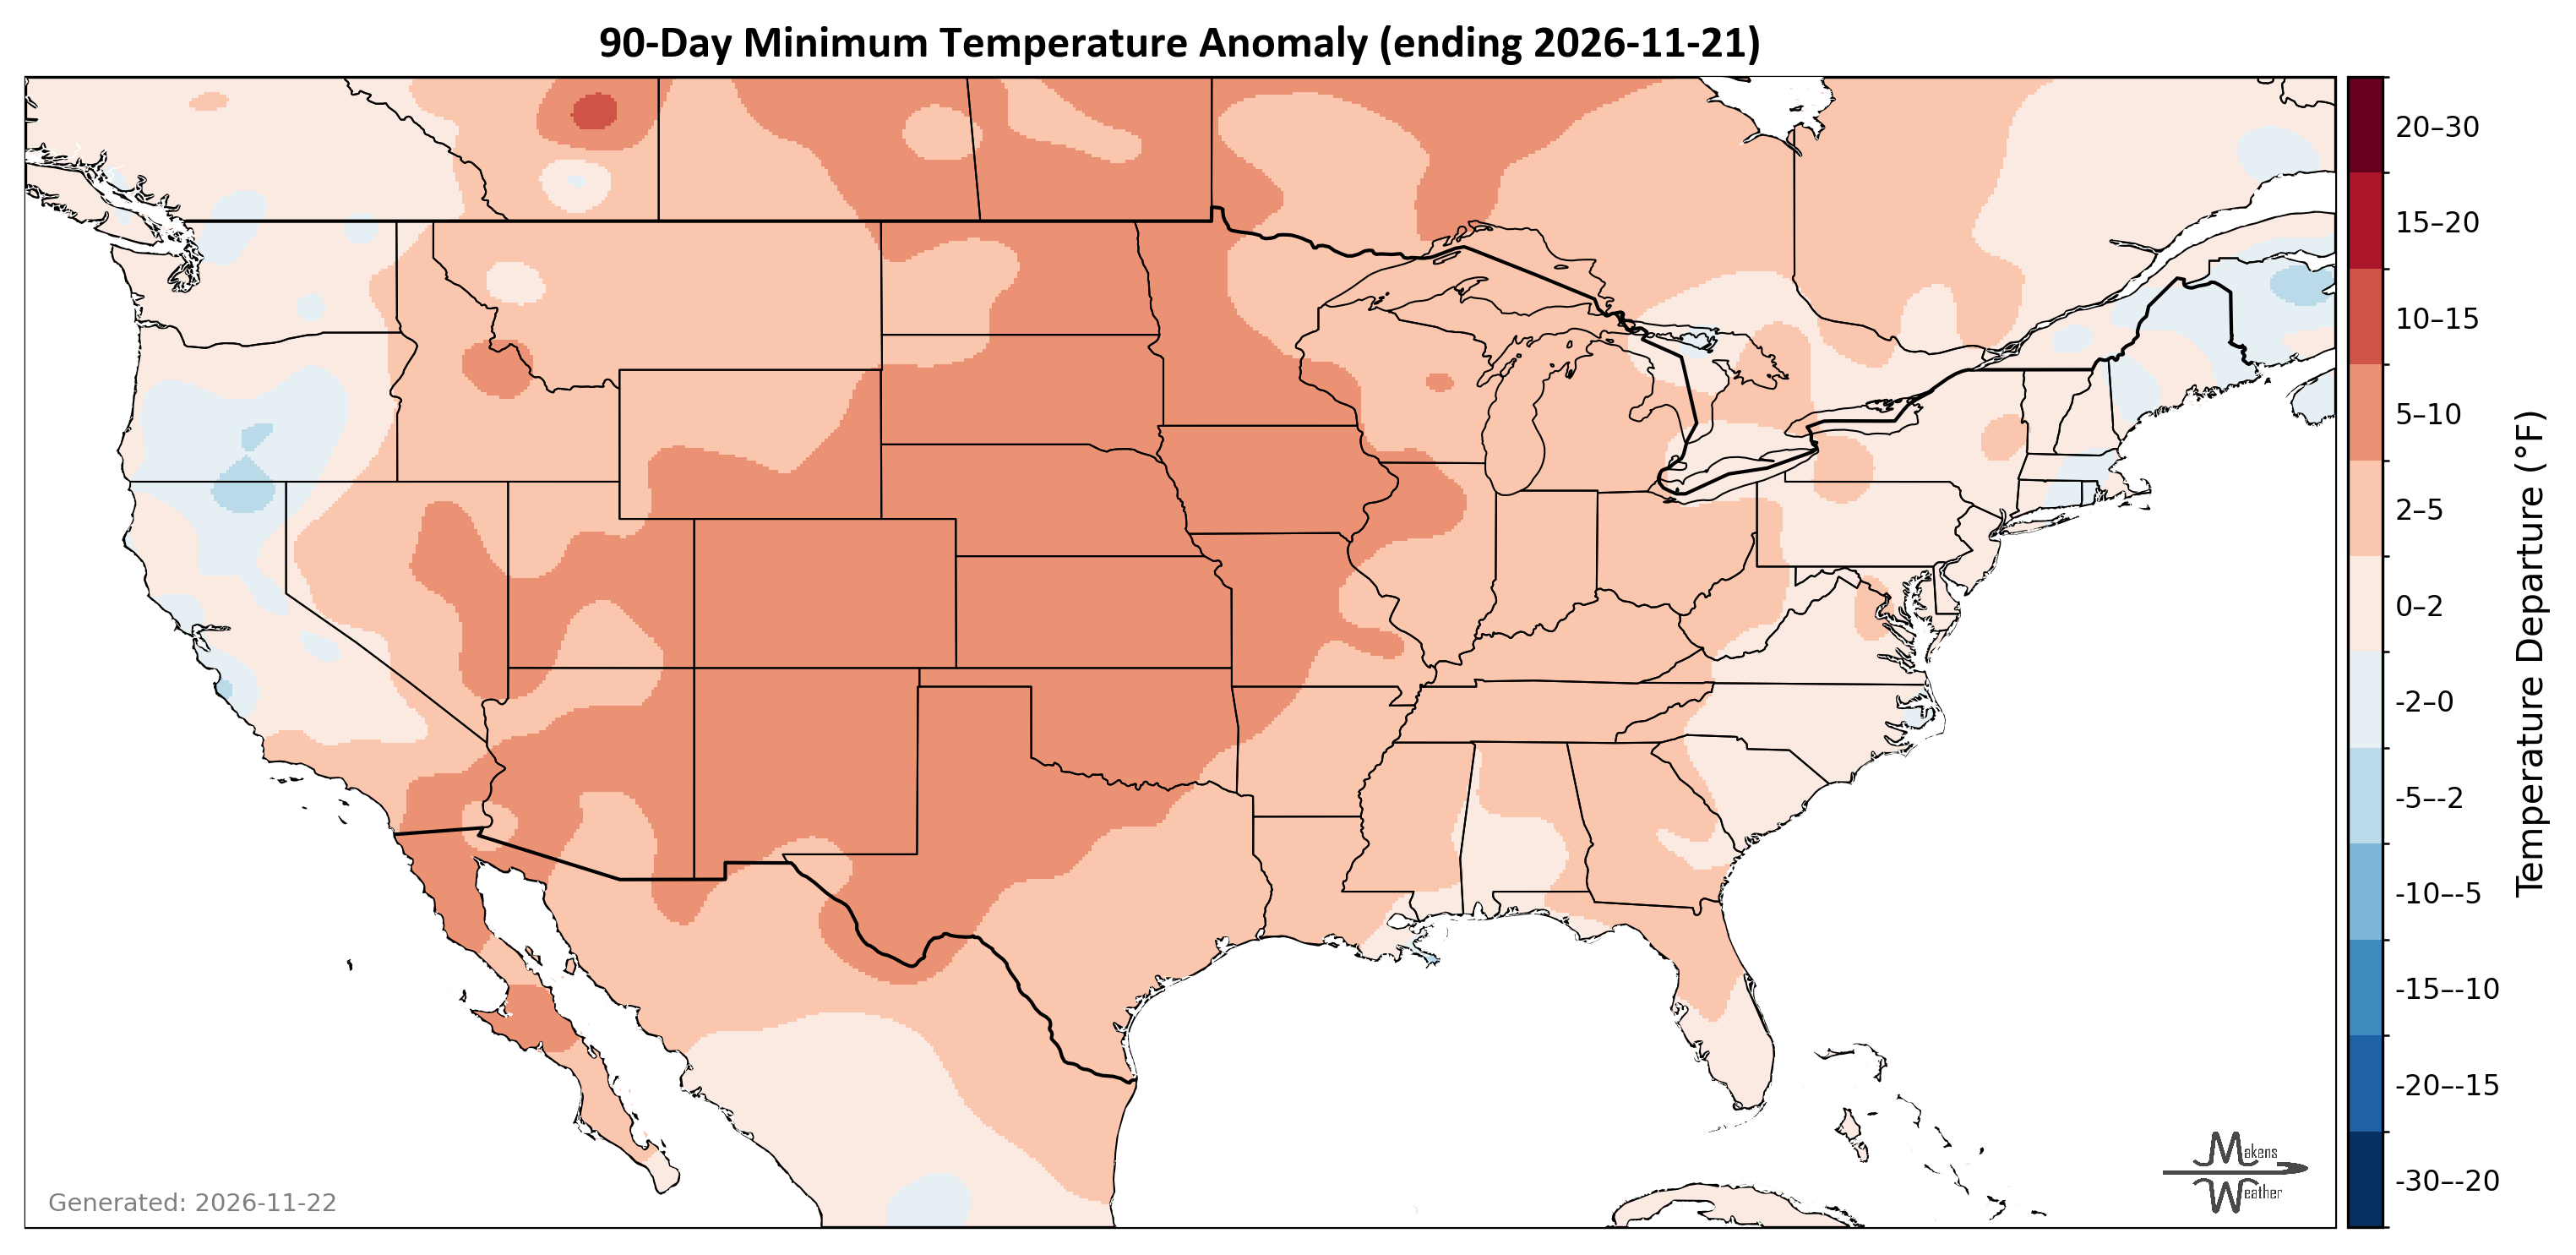 90-Day Minimum Temperature Anomaly (ending 2026-11-21)
20–30
15–20
10–15
5–10
2–5
0–2
-2–0
-5–-2
-10–-5
-15–-10
-20–-15
-30–-20
Temperature Departure (°F)
Makens
Weather
Generated: 2026-11-22